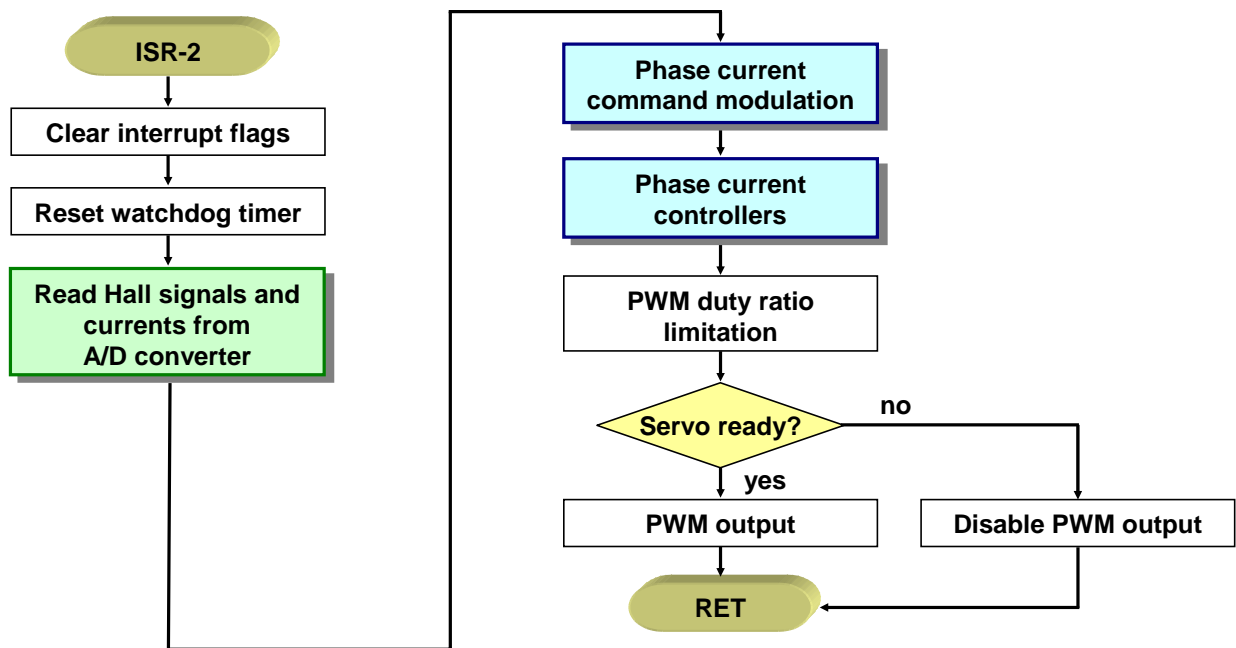 ISR-2
Clear interrupt flags
Reset watchdog timer
Read Hall signals and
currents from
A/D converter
Phase current
command modulation
Phase current
controllers
PWM duty ratio
limitation
Servo ready?
no
yes
PWM output
Disable PWM output
RET